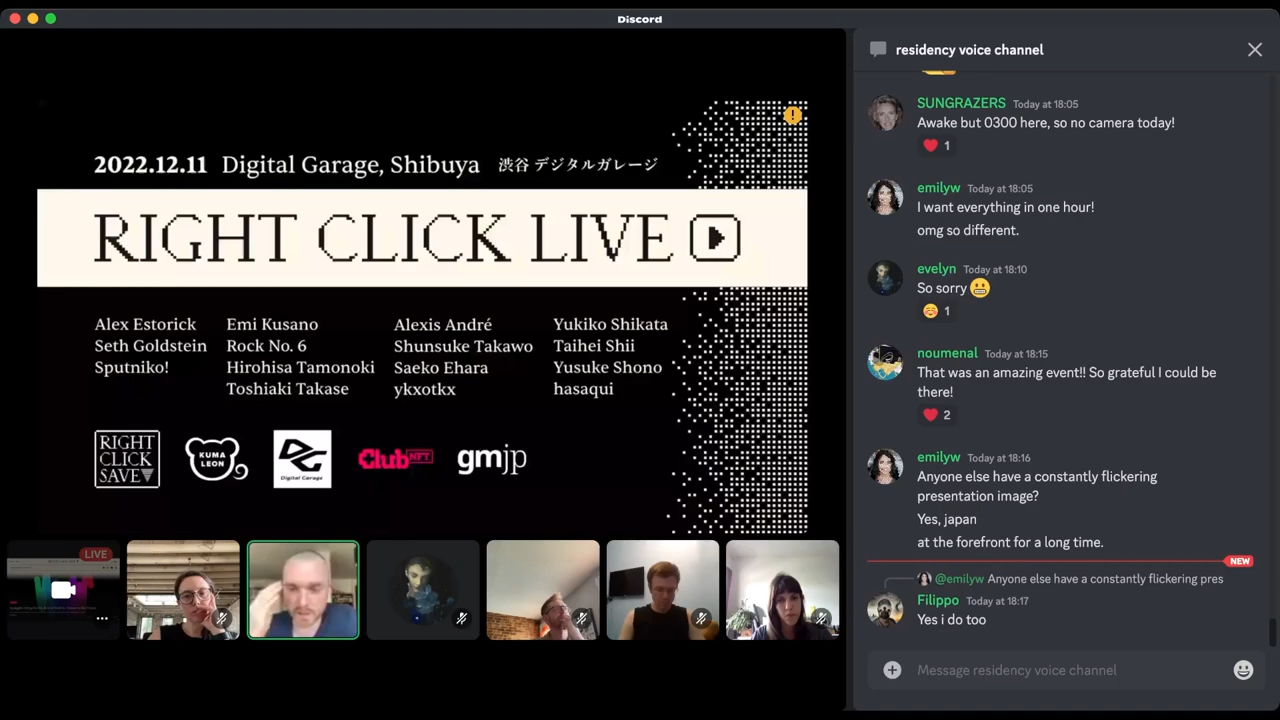 Discord
2022.12.11 Digital Garage, Shibuya 渋谷 デジタルガレージ
RIGHT CLICK LIVE
Alex Estorick
Seth Goldstein
Sputniko!
Emi Kusano
Rock No. 6
Hirohisa Tamonoki
Toshiaki Takase
Alexis André
Shunsuke Takawo
Saeko Ehara
ykxotkx
Yukiko Shikata
Taihei Shii
Yusuke Shono
hasaqui
RIGHT
CLICK
SAVE
KUMA
LEON
DG
Digital Garage
Club NFT
gmjp
LIVE
residency voice channel
SUNGRAZERS Today at 18:05
Awake but 0300 here, so no camera today!
1
emilyw Today at 18:05
I want everything in one hour!
omg so different.
evelyn Today at 18:10
So sorry
1
noumenal Today at 18:15
That was an amazing event!! So grateful I could be
there!
2
emilyw Today at 18:16
Anyone else have a constantly flickering
presentation image?
Yes, japan
at the forefront for a long time.
NEW
@emilyw Anyone else have a constantly flickering pres
Filippo Today at 18:17
Yes i do too
Message residency voice channel